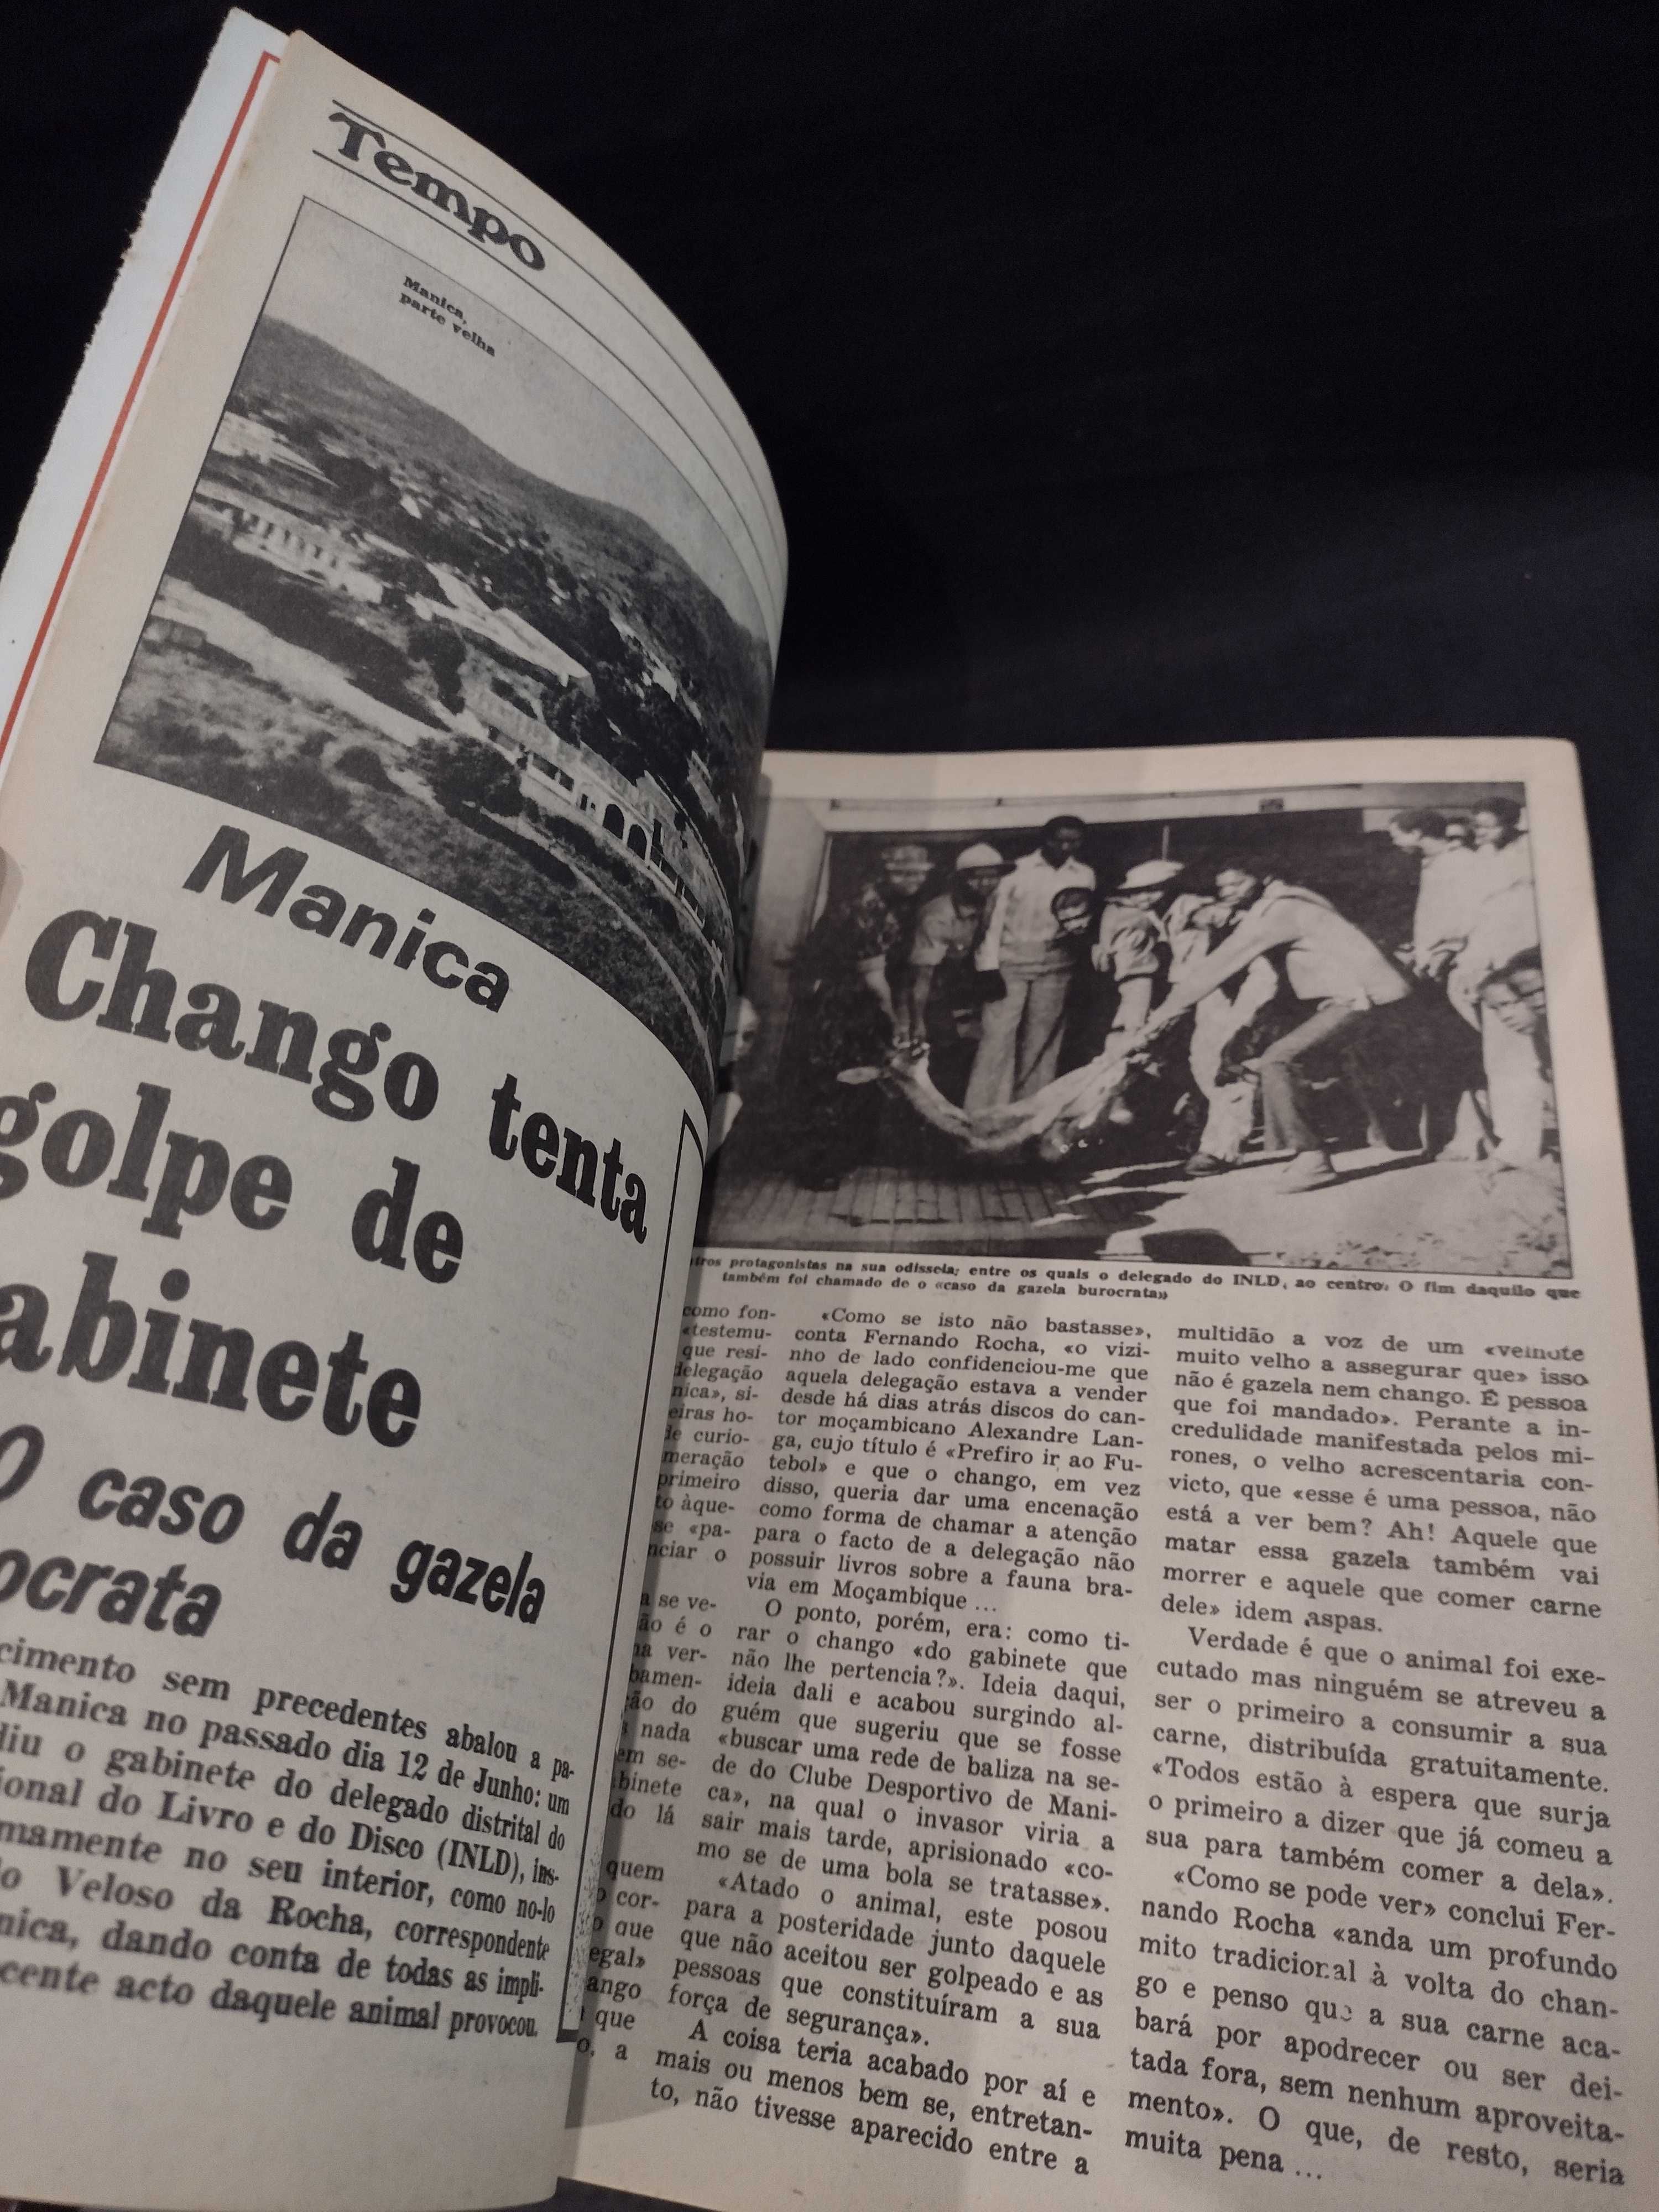 Tempo
Manica,
parte velha
Manica
Chango tenta
golpe de
abinete
O caso da gazela
ocrata
cimento sem precedentes abalou a pa-
Manica no passado dia 12 de Junho: um
diu o gabinete do delegado distrital do
ional do Livro e do Disco (INLD), ins-
mamente no seu interior, como no-lo
o Veloso da Rocha, correspondente
nica, dando conta de todas as impli-
cente acto daquele animal provocou.
tros protagonistas na sua odisseia; entre os quais o delegado do INLD, ao centro. O fim daquilo que
também foi chamado de o «caso da gazela burocrata»
como fon-
«testemu-
que resi-
delegação
nica», si-
eiras ho-
de curio-
meração
primeiro
to àque-
se «pa-
nciar o
a se ve-
ão é o
na ver-
bamen-
ção do
s nada
em se-
binete
do lá
quem
o cor-
o que
egal»
ango
que
o, a
«Como se isto não bastasse»,
conta Fernando Rocha, «o vizi-
nho de lado confidenciou-me que
aquela delegação estava a vender
desde há dias atrás discos do can-
tor moçambicano Alexandre Lan-
ga, cujo título é «Prefiro ir ao Fu-
tebol» e que o chango, em vez
disso, queria dar uma encenação
como forma de chamar a atenção
para o facto de a delegação não
possuir livros sobre a fauna bra-
via em Moçambique ...
O ponto, porém, era: como ti-
rar o chango «do gabinete que
não lhe pertencia?». Ideia daqui,
ideia dali e acabou surgindo al-
guém que sugeriu que se fosse
«buscar uma rede de baliza na se-
de do Clube Desportivo de Mani-
ca», na qual o invasor viria a
sair mais tarde, aprisionado «co-
mo se de uma bola se tratasse».
«Atado o animal, este posou
para a posteridade junto daquele
que não aceitou ser golpeado e as
pessoas que constituíram a sua
força de segurança».
A coisa teria acabado por aí e
mais ou menos bem se, entretan-
to, não tivesse aparecido entre a
multidão a voz de um «velhote
muito velho a assegurar que» isso
não é gazela nem chango. É pessoa
que foi mandado». Perante a in-
credulidade manifestada pelos mi-
rones, o velho acrescentaria con-
victo, que «esse é uma pessoa, não
está a ver bem? Ah! Aquele que
matar essa gazela também vai
morrer e aquele que comer carne
dele» idem aspas.
Verdade é que o animal foi exe-
cutado mas ninguém se atreveu a
ser o primeiro a consumir a sua
carne, distribuída gratuitamente.
«Todos estão à espera que surja
o primeiro a dizer que já comeu a
sua para também comer a dela».
«Como se pode ver» conclui Fer-
nando Rocha «anda um profundo
mito tradicional à volta do chan-
go e penso que a sua carne aca-
bará por apodrecer ou ser dei-
tada fora, sem nenhum aproveita-
mento». O que, de resto, seria
muita pena ...